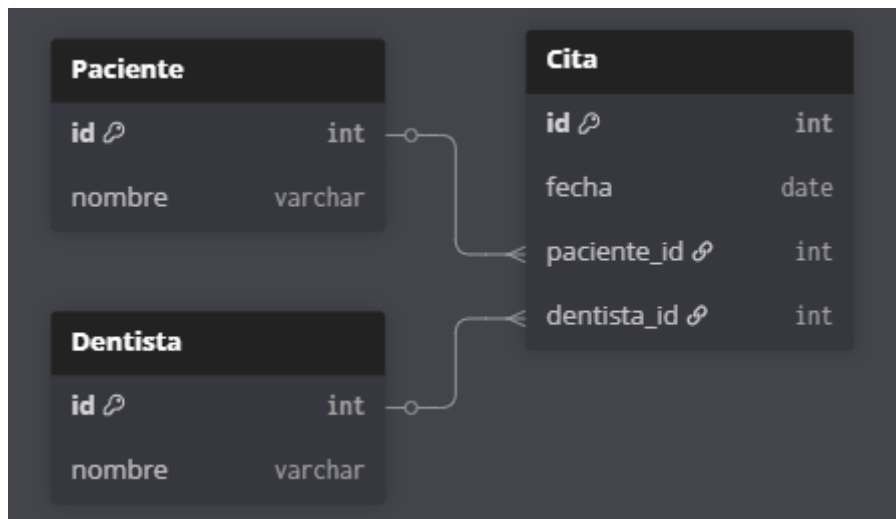 Paciente
id int
nombre varchar
Cita
id int
fecha date
paciente_id int
dentista_id int
Dentista
id int
nombre varchar